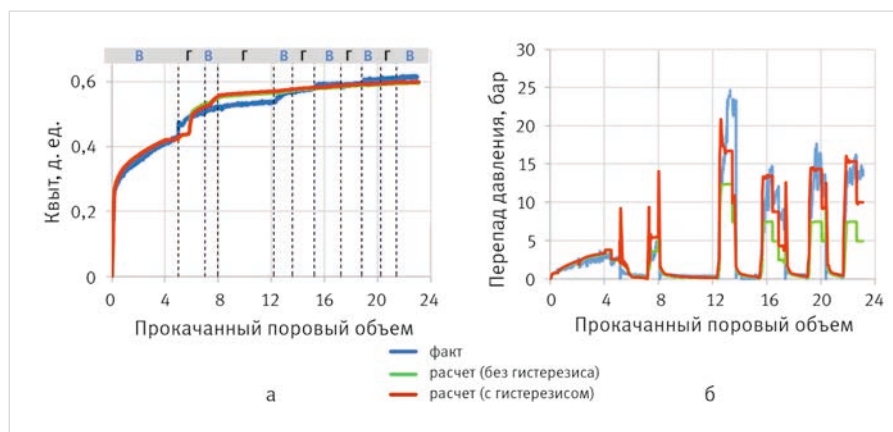 В Г В Г В Г В Г В Г В
Квыт, д. ед.
0,6
0,4
0,2
0
0 4 8 12 16 20 24
Прокачанный поровый объем
а
Перепад давления, бар
30
25
20
15
10
5
0
0 4 8 12 16 20 24
Прокачанный поровый объем
б
факт
расчет (без гистерезиса)
расчет (с гистерезисом)